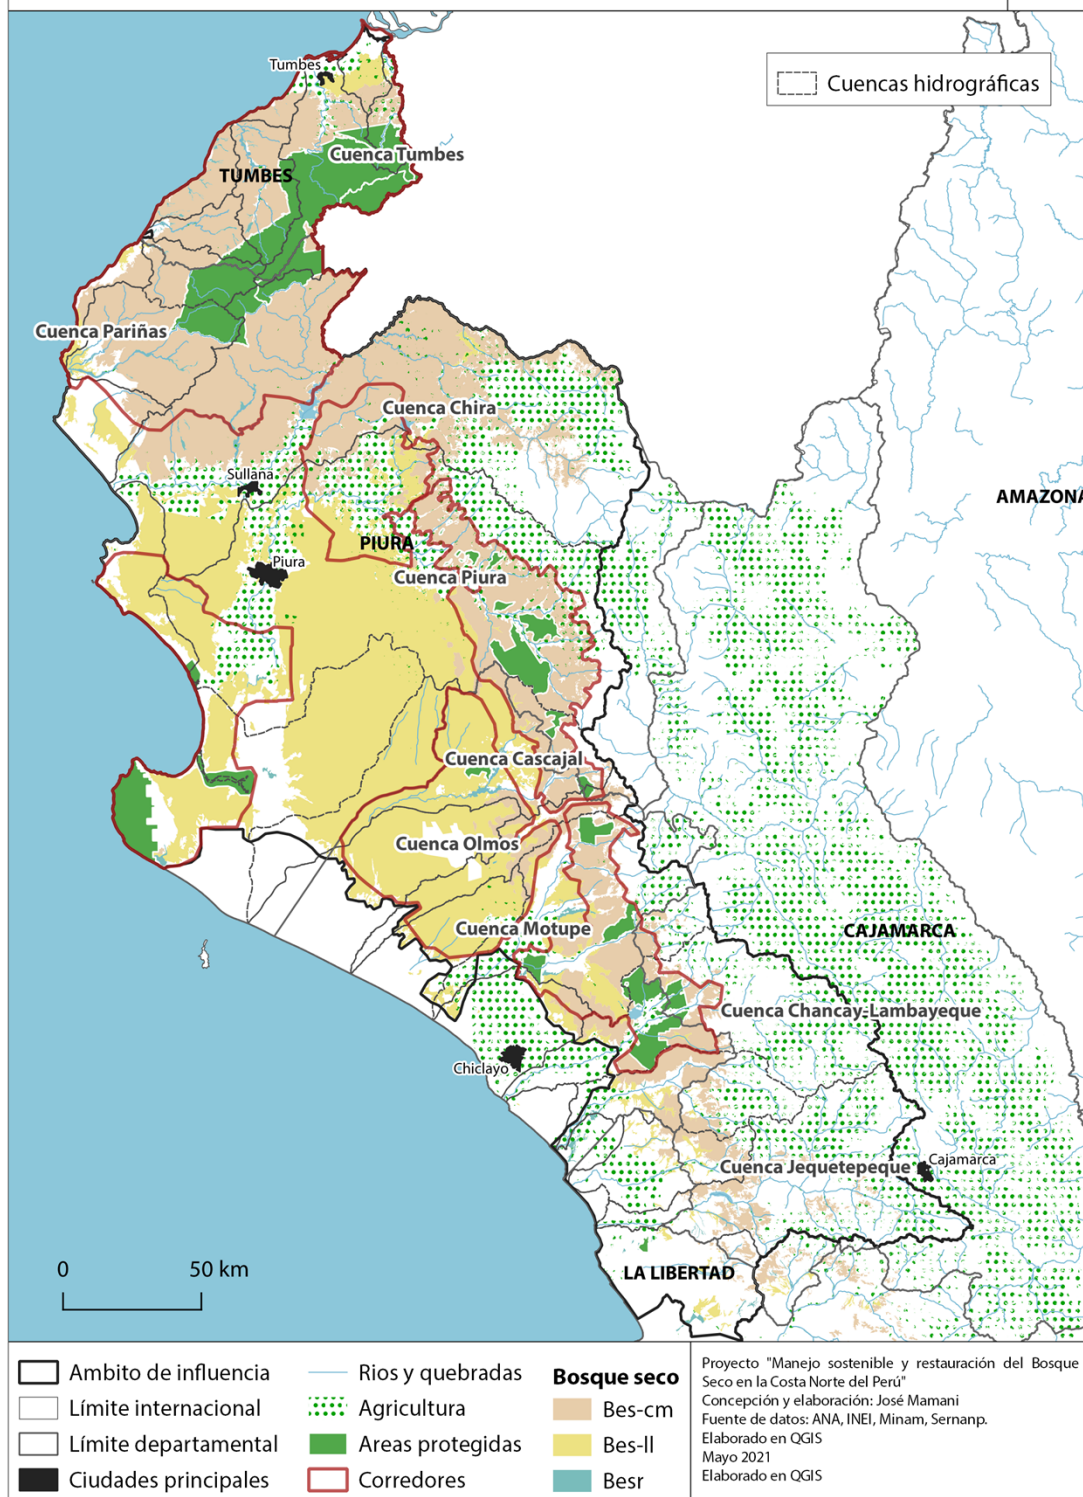 Cuencas hidrográficas
Tumbes
Cuenca Tumbes
TUMBES
Cuenca Pariñas
Cuenca Chira
Sullana
AMAZONA
PIURA
Piura
Cuenca Piura
Cuenca Cascajal
Cuenca Olmos
Cuenca Motupe
CAJAMARCA
Cuenca Chancay-Lambayeque
Chiclayo
Cuenca Jequetepeque
Cajamarca
LA LIBERTAD
0 50 km
Ambito de influencia
Límite internacional
Límite departamental
Ciudades principales
Rios y quebradas
Agricultura
Areas protegidas
Corredores
Bosque seco
Bes-cm
Bes-ll
Besr
Proyecto "Manejo sostenible y restauración del Bosque
Seco en la Costa Norte del Perú"
Concepción y elaboración: José Mamani
Fuente de datos: ANA, INEI, Minam, Sernanp.
Elaborado en QGIS
Mayo 2021
Elaborado en QGIS